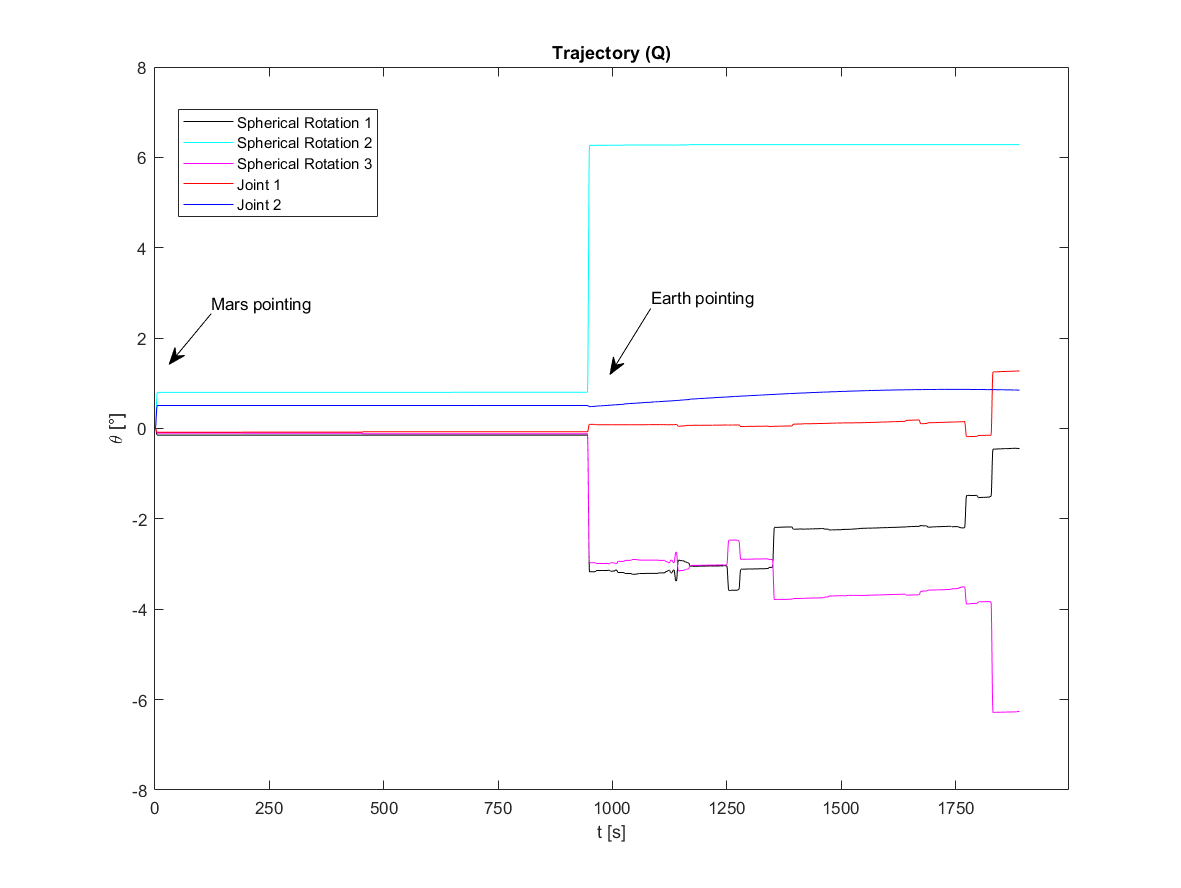 Trajectory (Q)
8
6
4
2
0
-2
-4
-6
-8
θ [°]
Spherical Rotation 1
Spherical Rotation 2
Spherical Rotation 3
Joint 1
Joint 2
Mars pointing
Earth pointing
0 250 500 750 1000 1250 1500 1750
t [s]